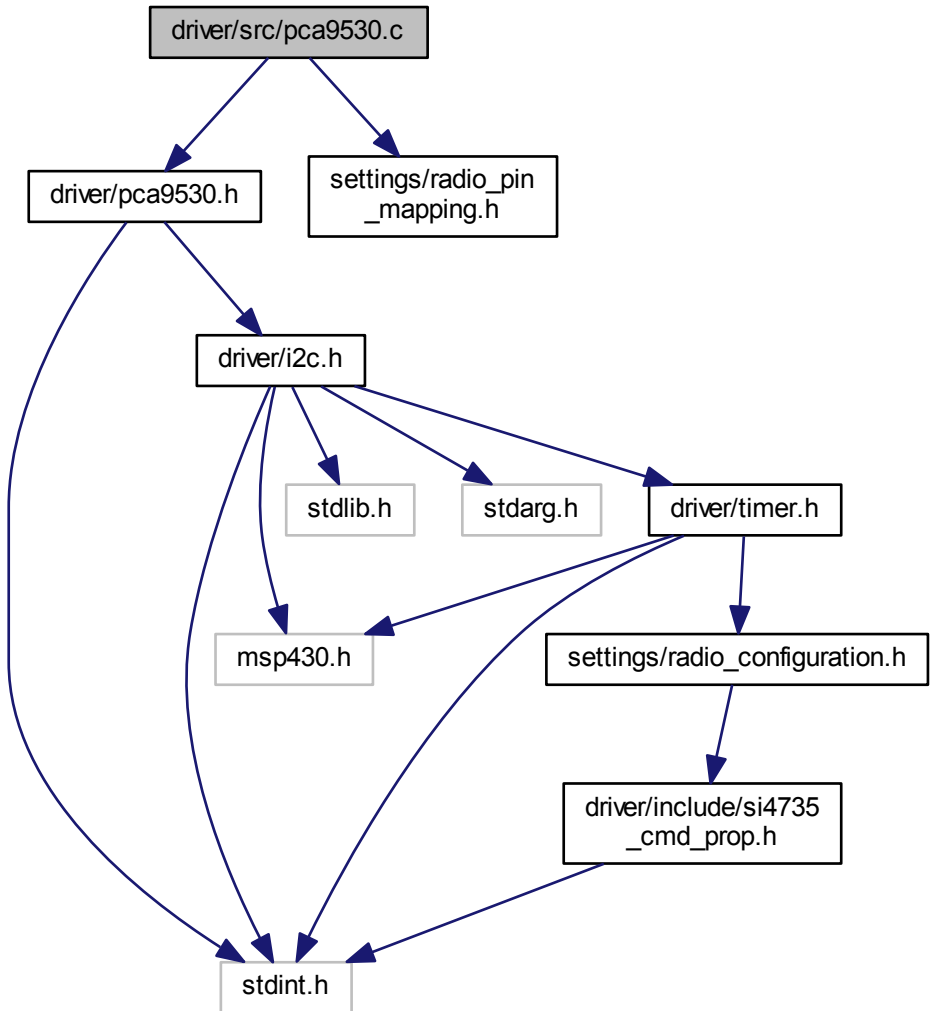 driver/src/pca9530.c
driver/pca9530.h
settings/radio_pin
_mapping.h
driver/i2c.h
stdlib.h
stdarg.h
driver/timer.h
msp430.h
settings/radio_configuration.h
driver/include/si4735
_cmd_prop.h
stdint.h